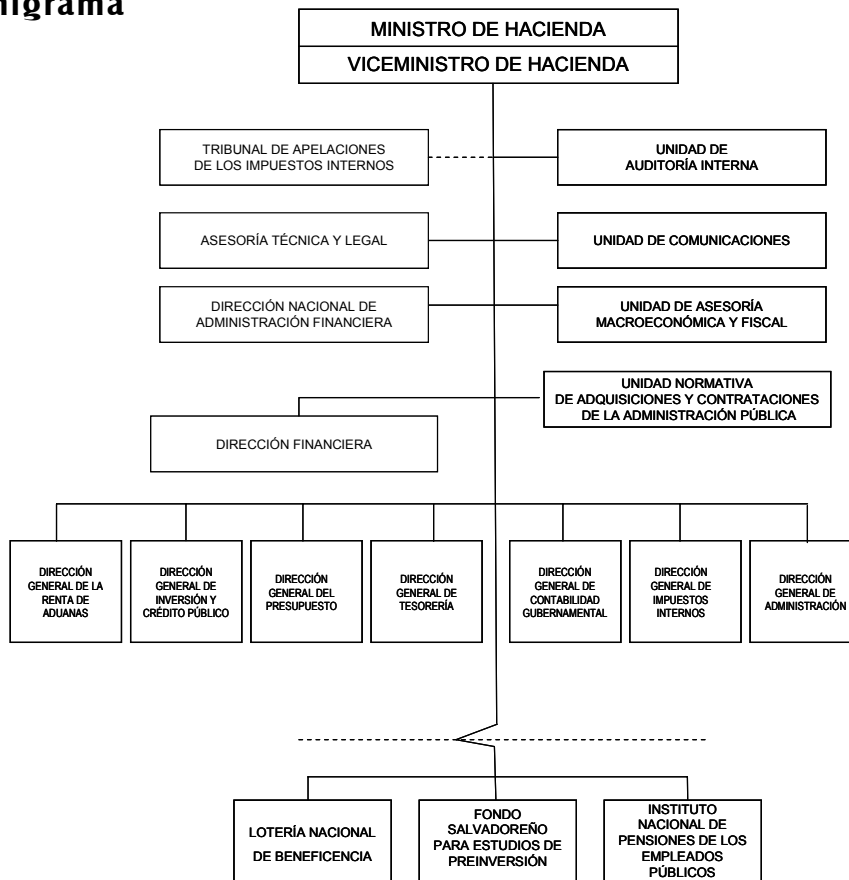 nigrama
MINISTRO DE HACIENDA
VICEMINISTRO DE HACIENDA
TRIBUNAL DE APELACIONES
DE LOS IMPUESTOS INTERNOS
UNIDAD DE
AUDITORÍA INTERNA
ASESORÍA TÉCNICA Y LEGAL
UNIDAD DE COMUNICACIONES
DIRECCIÓN NACIONAL DE
ADMINISTRACIÓN FINANCIERA
UNIDAD DE ASESORÍA
MACROECONÓMICA Y FISCAL
UNIDAD NORMATIVA
DE ADQUISICIONES Y CONTRATACIONES
DE LA ADMINISTRACIÓN PÚBLICA
DIRECCIÓN FINANCIERA
DIRECCIÓN
GENERAL DE LA
RENTA DE
ADUANAS
DIRECCIÓN
GENERAL DE
INVERSIÓN Y
CRÉDITO PÚBLICO
DIRECCIÓN
GENERAL DEL
PRESUPUESTO
DIRECCIÓN
GENERAL DE
TESORERÍA
DIRECCIÓN
GENERAL DE
CONTABILIDAD
GUBERNAMENTAL
DIRECCIÓN
GENERAL DE
IMPUESTOS
INTERNOS
DIRECCIÓN
GENERAL DE
ADMINISTRACIÓN
LOTERÍA NACIONAL
DE BENEFICENCIA
FONDO
SALVADOREÑO
PARA ESTUDIOS DE
PREINVERSIÓN
INSTITUTO
NACIONAL DE
PENSIONES DE LOS
EMPLEADOS
PÚBLICOS